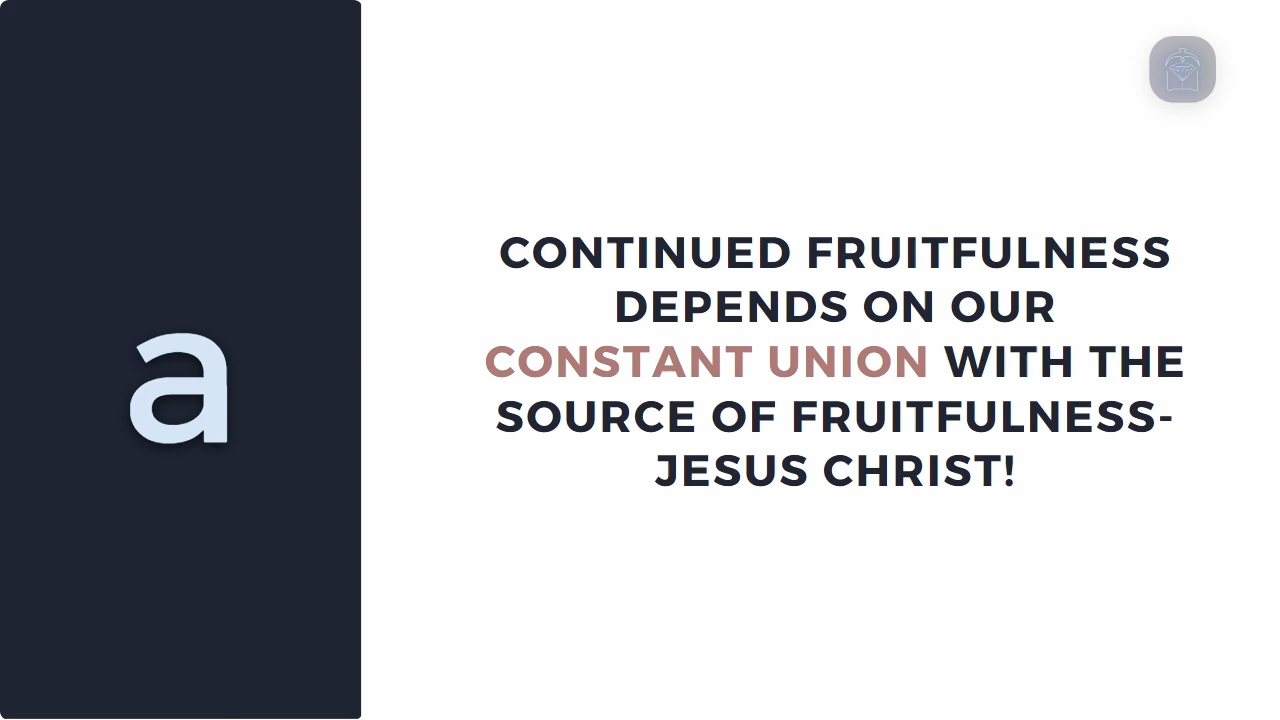 a
CONTINUED FRUITFULNESS
DEPENDS ON OUR
CONSTANT UNION WITH THE
SOURCE OF FRUITFULNESS-
JESUS CHRIST!